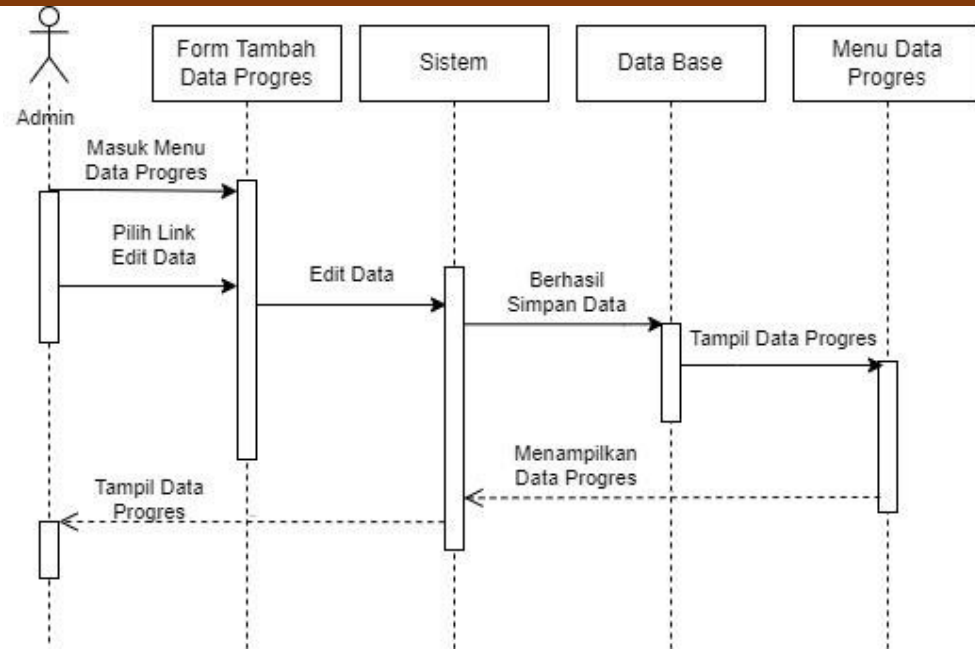 Form Tambah
Data Progres
Sistem
Data Base
Menu Data
Progres
Admin
Masuk Menu
Data Progres
Pilih Link
Edit Data
Edit Data
Berhasil
Simpan Data
Tampil Data Progres
Menampilkan
Data Progres
Tampil Data
Progres